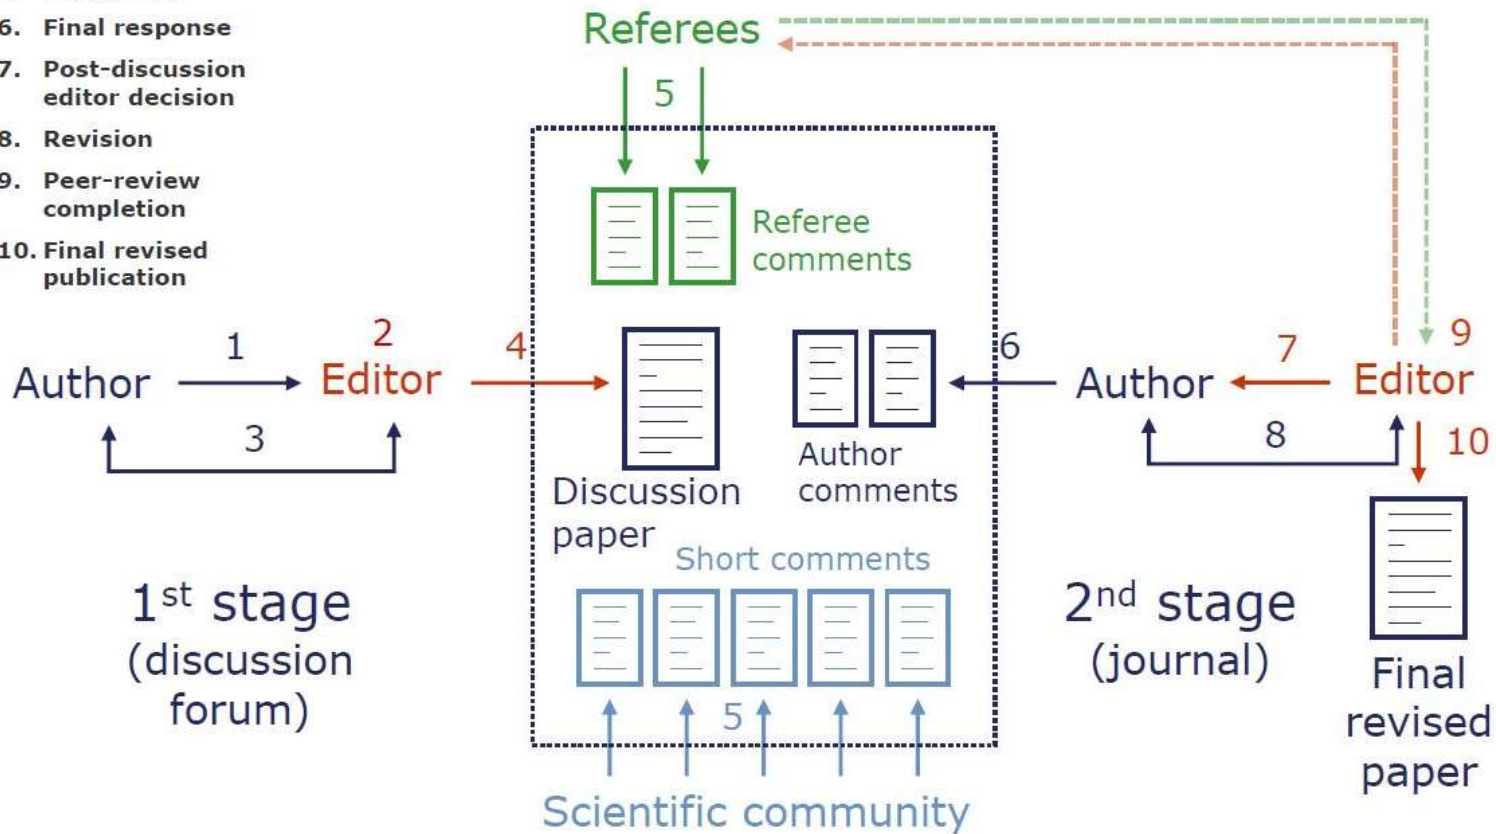 6. Final response
7. Post-discussion
editor decision
8. Revision
9. Peer-review
completion
10. Final revised
publication
Referees
5
Referee
comments
1
2
4
6
7
9
Author
Editor
Author
Editor
3
8
10
Author
comments
Discussion
paper
Short comments
1st stage
(discussion
forum)
2nd stage
(journal)
Final
revised
paper
5
Scientific community